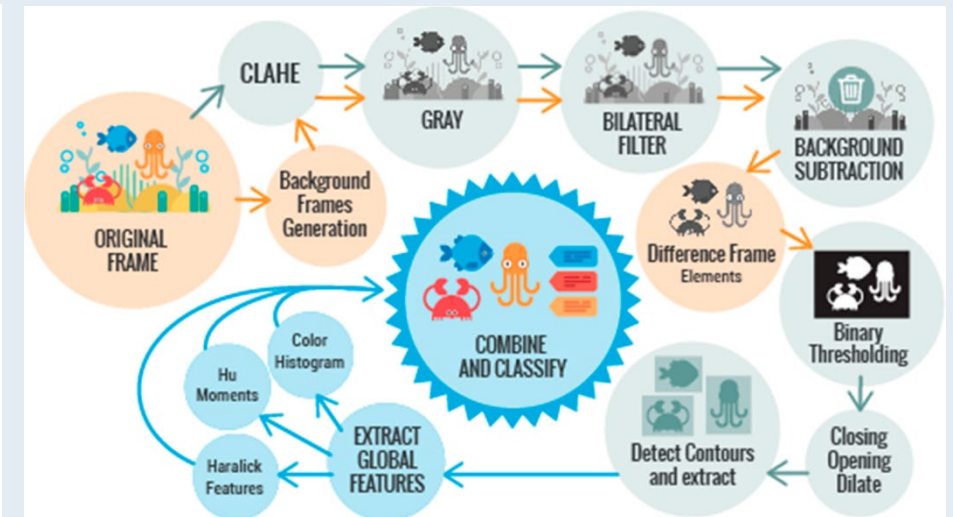 CLAHE
GRAY
BILATERAL
FILTER
BACKGROUND
SUBTRACTION
ORIGINAL
FRAME
Background
Frames
Generation
Difference Frame
Elements
Binary
Thresholding
Closing
Opening
Dilate
Detect Contours
and extract
EXTRACT
GLOBAL
FEATURES
Color
Histogram
Hu
Moments
Haralick
Features
COMBINE
AND CLASSIFY